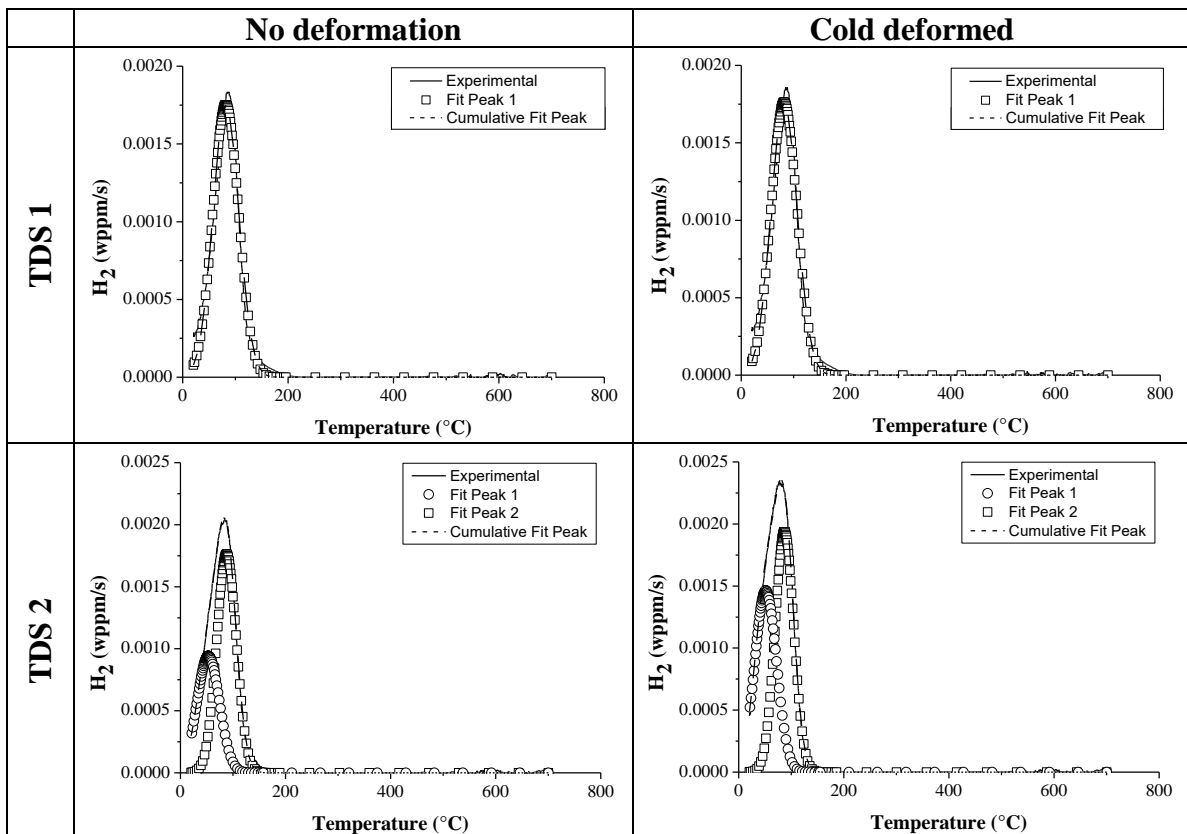 No deformation
Cold deformed
TDS 1
0.0020
0.0015
0.0010
0.0005
0.0000
H2 (wppm/s)
Experimental
Fit Peak 1
Cumulative Fit Peak
0 200 400 600 800
Temperature (°C)
0.0020
0.0015
0.0010
0.0005
0.0000
H2 (wppm/s)
Experimental
Fit Peak 1
Cumulative Fit Peak
0 200 400 600 800
Temperature (°C)
TDS 2
0.0025
0.0020
0.0015
0.0010
0.0005
0.0000
H2 (wppm/s)
Experimental
Fit Peak 1
Fit Peak 2
Cumulative Fit Peak
0 200 400 600 800
Temperature (°C)
0.0025
0.0020
0.0015
0.0010
0.0005
0.0000
H2 (wppm/s)
Experimental
Fit Peak 1
Fit Peak 2
Cumulative Fit Peak
0 200 400 600 800
Temperature (°C)